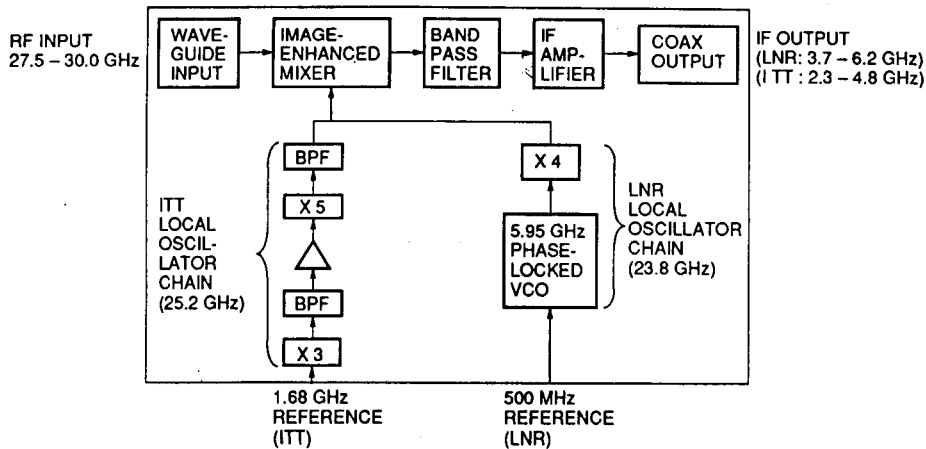 RF INPUT
27.5 – 30.0 GHz
WAVE-
GUIDE
INPUT
IMAGE-
ENHANCED
MIXER
BAND
PASS
FILTER
IF
AMP-
LIFIER
COAX
OUTPUT
IF OUTPUT
(LNR: 3.7 – 6.2 GHz)
(ITT : 2.3 – 4.8 GHz)
ITT
LOCAL
OSCIL-
LATOR
CHAIN
(25.2 GHz)
BPF
X 5
BPF
X 3
X 4
5.95 GHz
PHASE-
LOCKED
VCO
LNR
LOCAL
OSCILLATOR
CHAIN
(23.8 GHz)
1.68 GHz
REFERENCE
(ITT)
500 MHz
REFERENCE
(LNR)